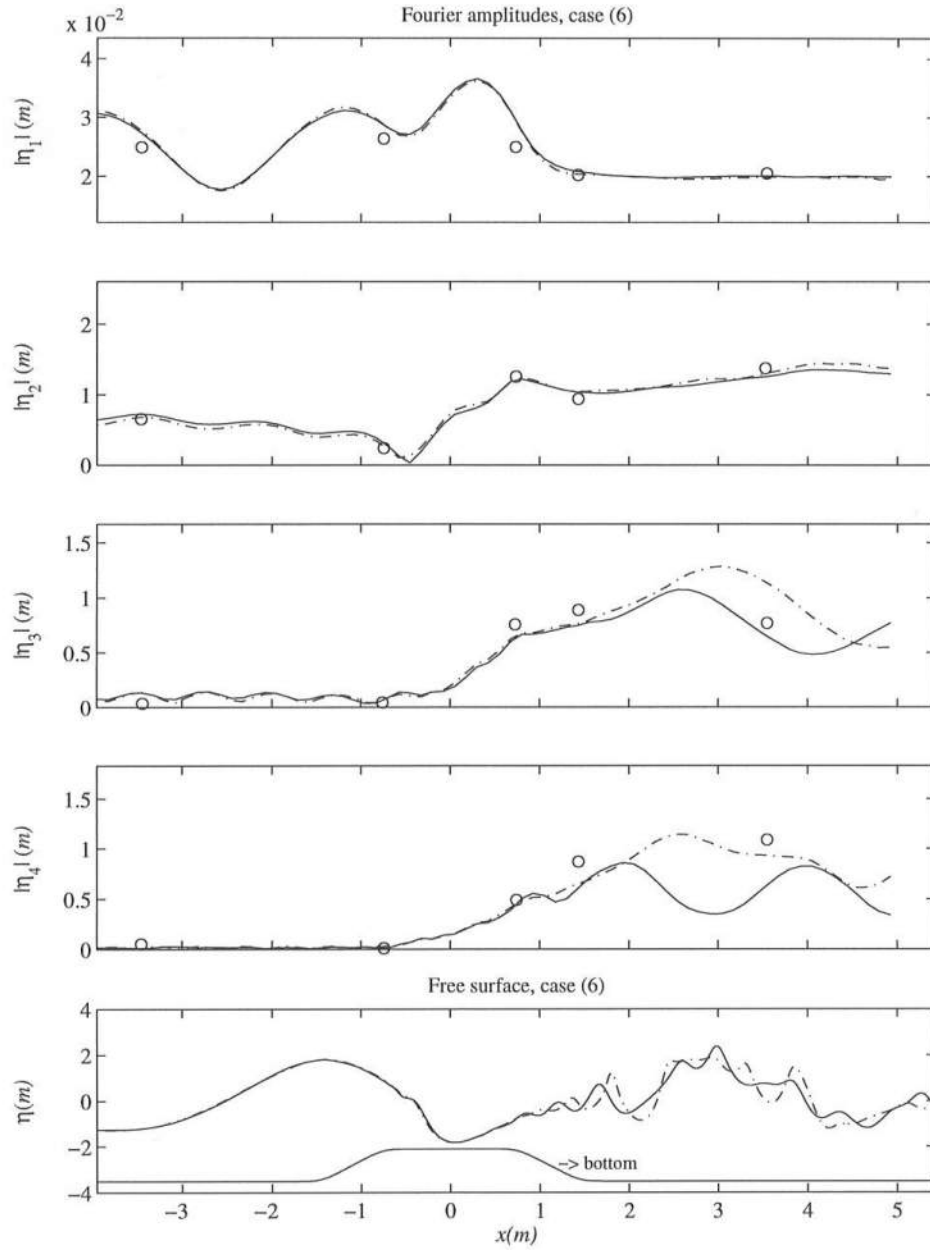 Fourier amplitudes, case (6)
x 10⁻²
4
3
2
|η₁| (m)
2
1
0
|η₂| (m)
1.5
1
0.5
0
|η₃| (m)
1.5
1
0.5
0
|η₄| (m)
Free surface, case (6)
4
2
0
−2
−4
η(m)
−> bottom
−3 −2 −1 0 1 2 3 4 5
x(m)